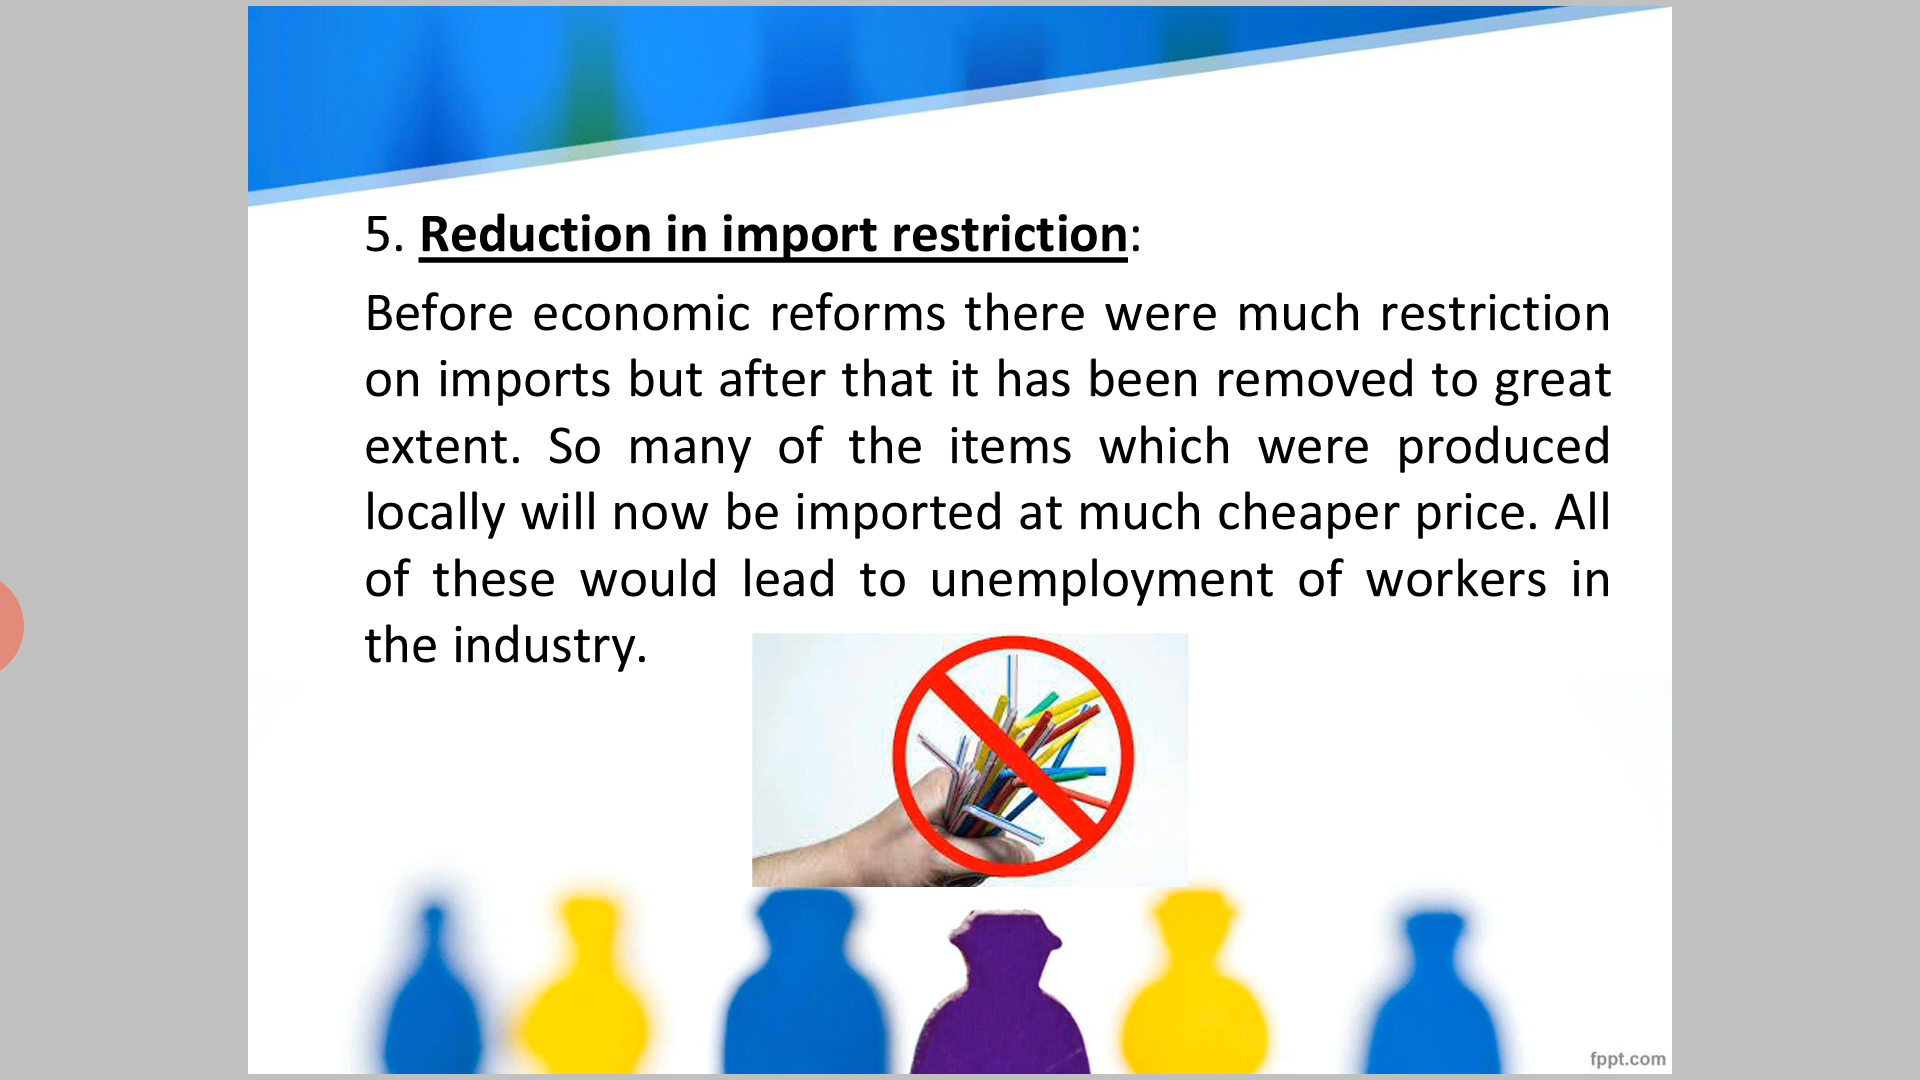 5. Reduction in import restriction:
Before economic reforms there were much restriction
on imports but after that it has been removed to great
extent. So many of the items which were produced
locally will now be imported at much cheaper price. All
of these would lead to unemployment of workers in
the industry.
fppt.com